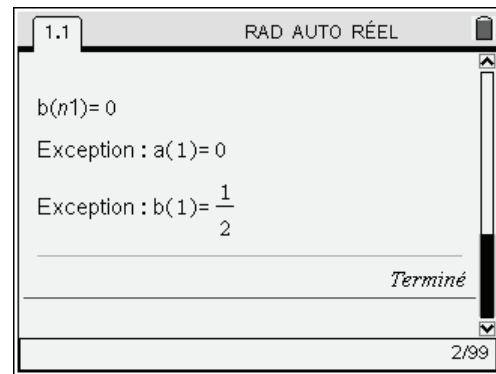 1.1 RAD AUTO RÉEL
b(n1)= 0
Exception : a(1)= 0
Exception : b(1)= 1/2
Terminé
2/99